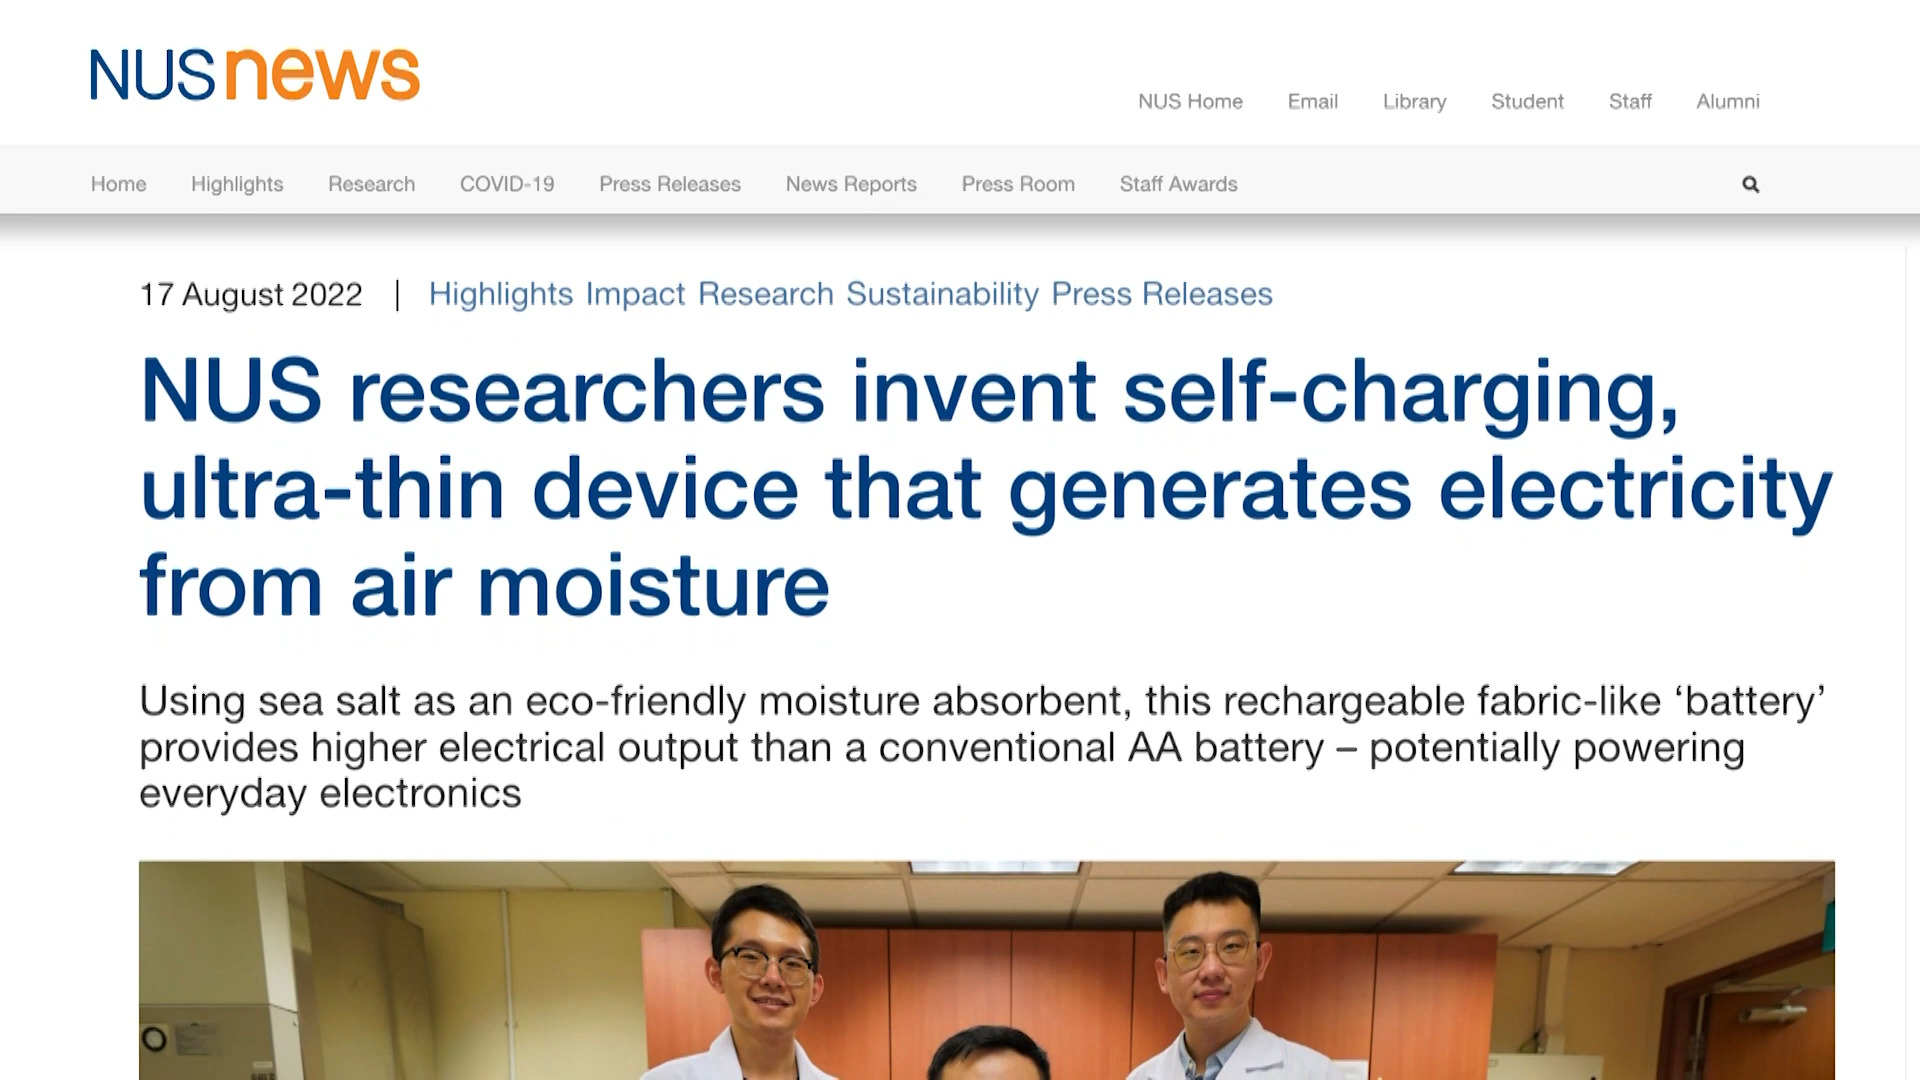 NUSnews
NUS Home Email Library Student Staff Alumni
Home Highlights Research COVID-19 Press Releases News Reports Press Room Staff Awards
17 August 2022 | Highlights Impact Research Sustainability Press Releases
NUS researchers invent self-charging,
ultra-thin device that generates electricity
from air moisture
Using sea salt as an eco-friendly moisture absorbent, this rechargeable fabric-like ‘battery’
provides higher electrical output than a conventional AA battery – potentially powering
everyday electronics